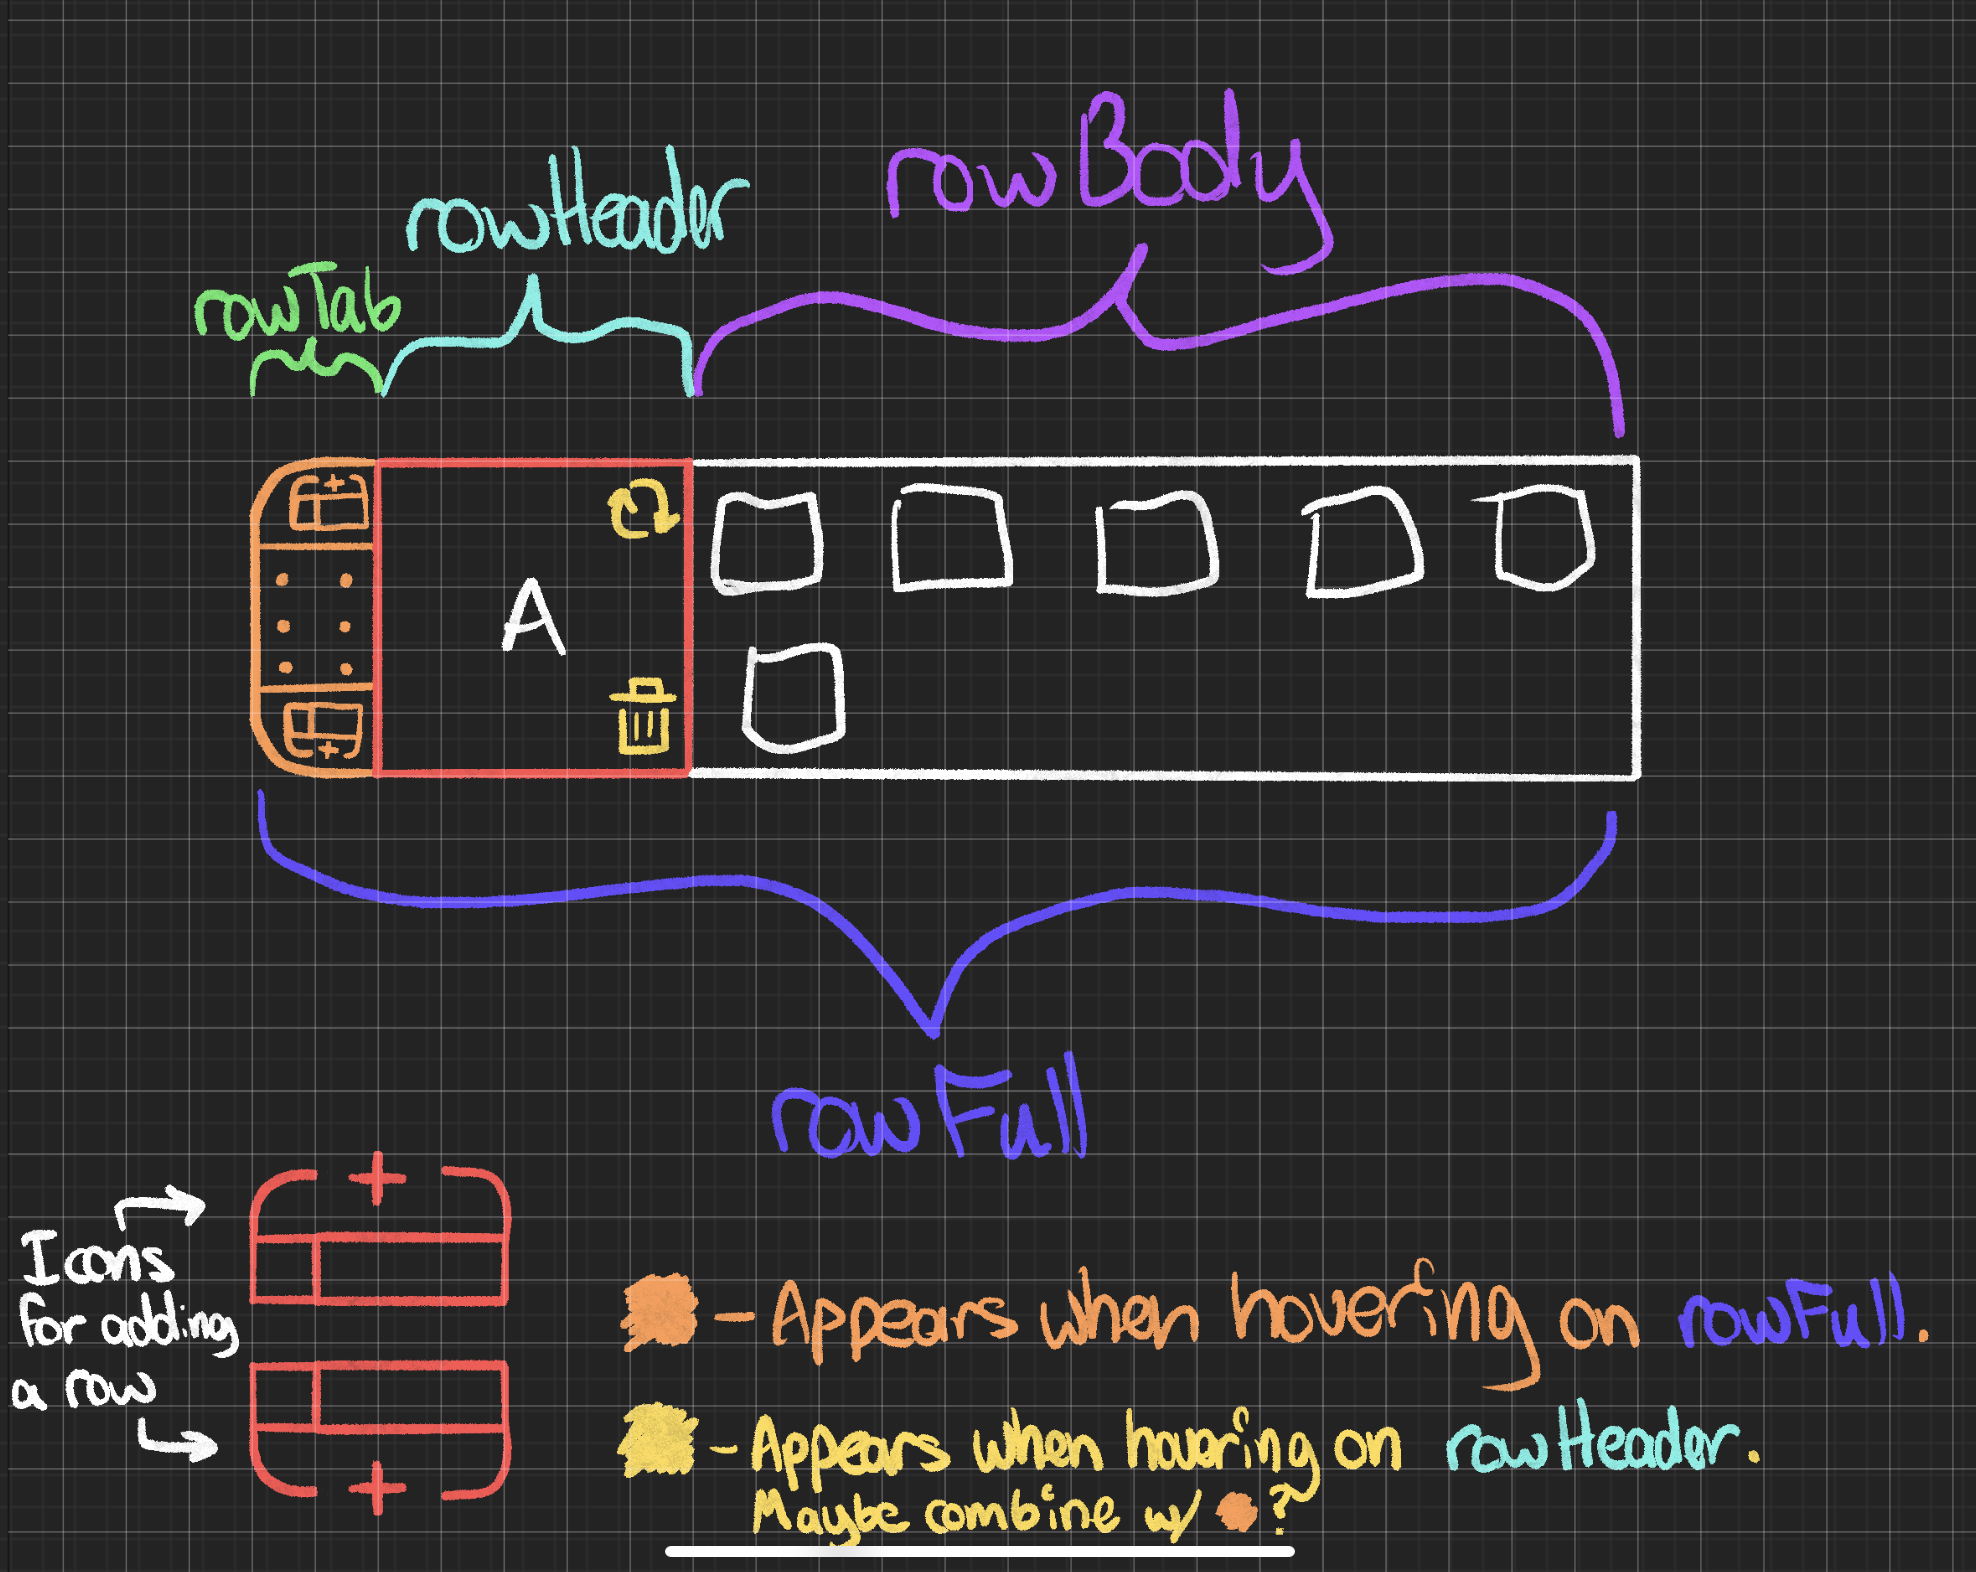 rowBody
rowHeader
rowTab
A
rowFull
Icons
for adding
a row
- Appears when hovering on rowFull.
- Appears when hovering on rowHeader.
Maybe combine w/ ?